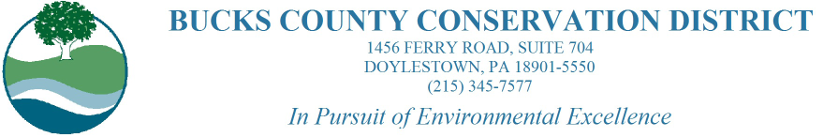 BUCKS COUNTY CONSERVATION DISTRICT
1456 FERRY ROAD, SUITE 704
DOYLESTOWN, PA 18901-5550
(215) 345-7577
In Pursuit of Environmental Excellence